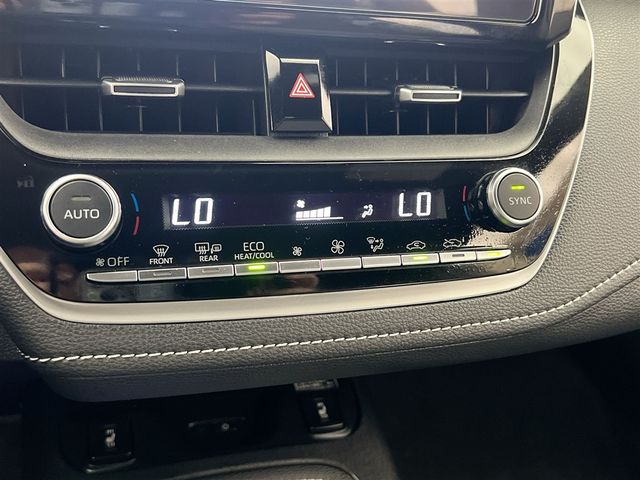 AUTO
LO
LO
SYNC
OFF
FRONT
REAR
ECO
HEAT/COOL